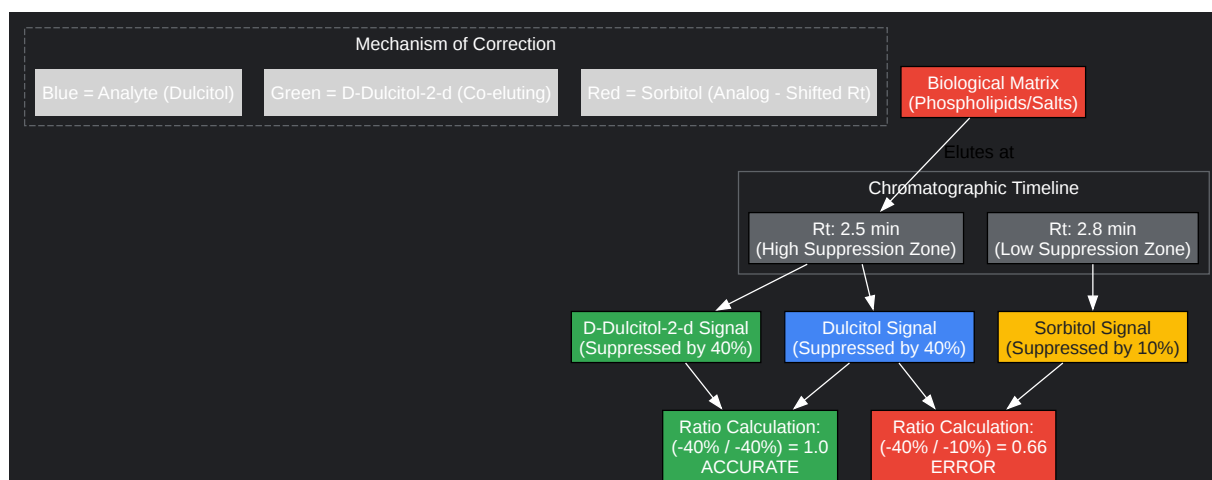 Mechanism of Correction
Blue = Analyte (Dulcitol)
Green = D-Dulcitol-2-d (Co-eluting)
Red = Sorbitol (Analog - Shifted Rt)
Biological Matrix
(Phospholipids/Salts)
Elutes at
Chromatographic Timeline
Rt: 2.5 min
(High Suppression Zone)
Rt: 2.8 min
(Low Suppression Zone)
D-Dulcitol-2-d Signal
(Suppressed by 40%)
Dulcitol Signal
(Suppressed by 40%)
Sorbitol Signal
(Suppressed by 10%)
Ratio Calculation:
(-40% / -40%) = 1.0
ACCURATE
Ratio Calculation:
(-40% / -10%) = 0.66
ERROR